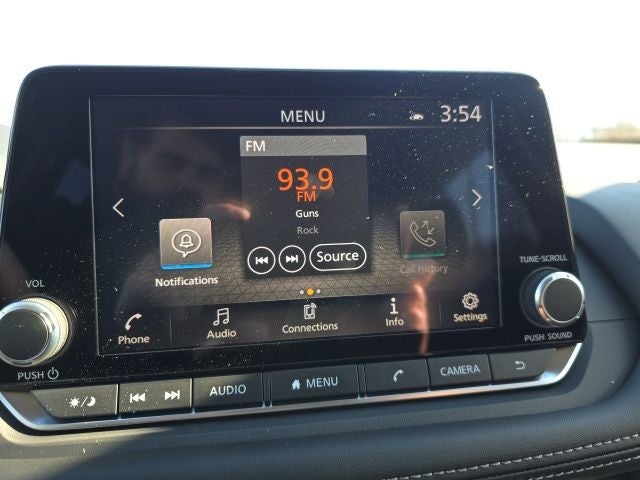 MENU
3:54
FM
93.9
FM
Guns
Rock
Source
Notifications
Call History
Phone
Audio
Connections
Info
Settings
VOL
PUSH
TUNE·SCROLL
PUSH SOUND
AUDIO
MENU
CAMERA